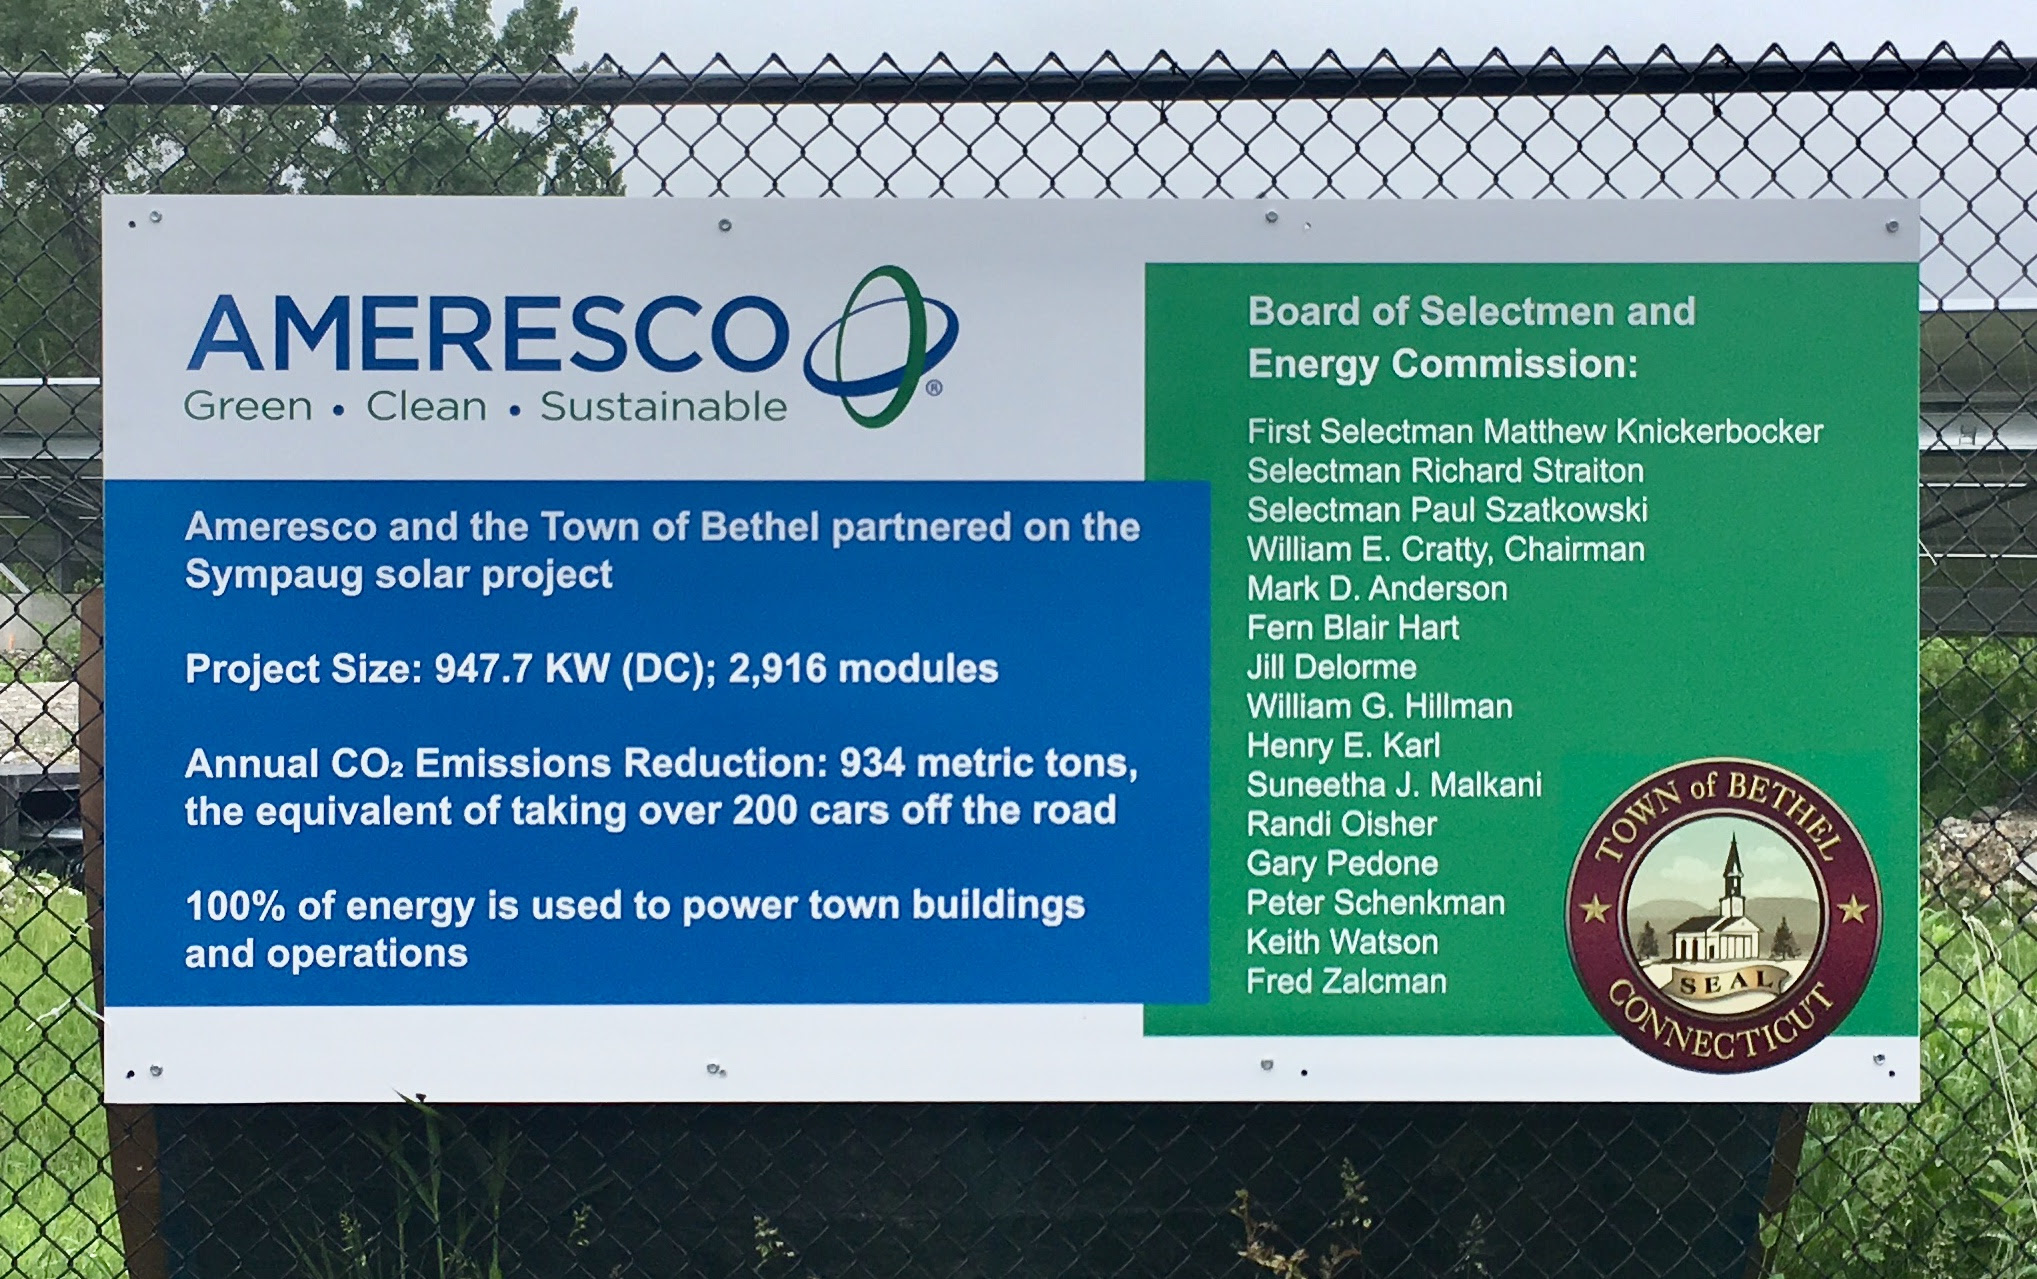 AMERESCO
Green • Clean • Sustainable
®
Ameresco and the Town of Bethel partnered on the
Sympaug solar project
Project Size: 947.7 KW (DC); 2,916 modules
Annual CO₂ Emissions Reduction: 934 metric tons,
the equivalent of taking over 200 cars off the road
100% of energy is used to power town buildings
and operations
Board of Selectmen and
Energy Commission:
First Selectman Matthew Knickerbocker
Selectman Richard Straiton
Selectman Paul Szatkowski
William E. Cratty, Chairman
Mark D. Anderson
Fern Blair Hart
Jill Delorme
William G. Hillman
Henry E. Karl
Suneetha J. Malkani
Randi Oisher
Gary Pedone
Peter Schenkman
Keith Watson
Fred Zalcman
TOWN of BETHEL
SEAL
CONNECTICUT